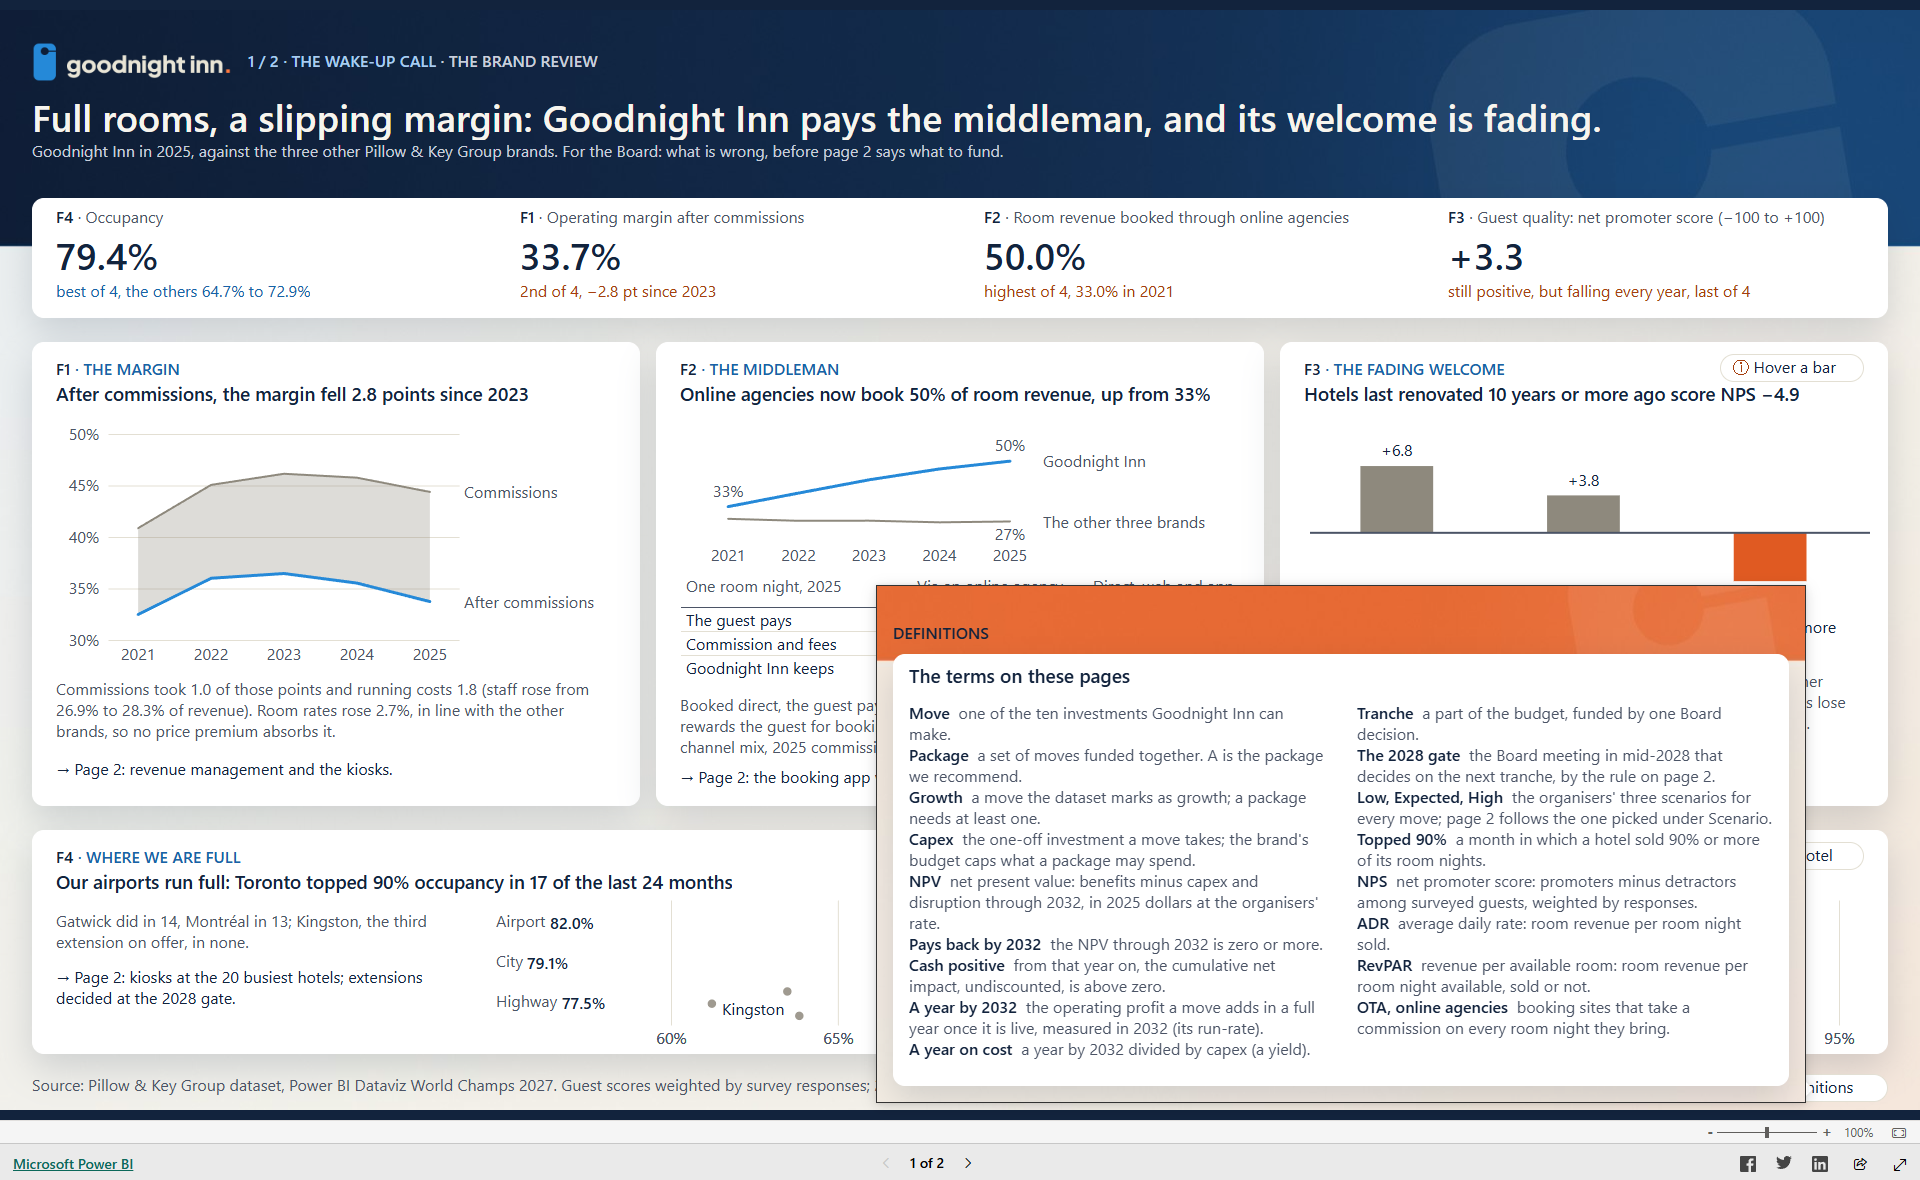 goodnight inn.
1 / 2 · THE WAKE-UP CALL · THE BRAND REVIEW
Full rooms, a slipping margin: Goodnight Inn pays the middleman, and its welcome is fading.
Goodnight Inn in 2025, against the three other Pillow & Key Group brands. For the Board: what is wrong, before page 2 says what to fund.
F4 · Occupancy
79.4%
best of 4, the others 64.7% to 72.9%
F1 · Operating margin after commissions
33.7%
2nd of 4, −2.8 pt since 2023
F2 · Room revenue booked through online agencies
50.0%
highest of 4, 33.0% in 2021
F3 · Guest quality: net promoter score (−100 to +100)
+3.3
still positive, but falling every year, last of 4
F1 · THE MARGIN
After commissions, the margin fell 2.8 points since 2023
50%
45%
40%
35%
30%
Commissions
After commissions
2021 2022 2023 2024 2025
Commissions took 1.0 of those points and running costs 1.8 (staff rose from
26.9% to 28.3% of revenue). Room rates rose 2.7%, in line with the other
brands, so no price premium absorbs it.
→ Page 2: revenue management and the kiosks.
F2 · THE MIDDLEMAN
Online agencies now book 50% of room revenue, up from 33%
33%
50%
Goodnight Inn
The other three brands
27%
2021 2022 2023 2024 2025
One room night, 2025
The guest pays
Commission and fees
Goodnight Inn keeps
Booked direct, the guest pa
rewards the guest for booki
channel mix, 2025 commissi
→ Page 2: the booking app
F3 · THE FADING WELCOME
Hover a bar
Hotels last renovated 10 years or more ago score NPS −4.9
+6.8
+3.8
more
s lose
F4 · WHERE WE ARE FULL
Our airports run full: Toronto topped 90% occupancy in 17 of the last 24 months
Gatwick did in 14, Montréal in 13; Kingston, the third
extension on offer, in none.
→ Page 2: kiosks at the 20 busiest hotels; extensions
decided at the 2028 gate.
Airport 82.0%
City 79.1%
Highway 77.5%
Kingston
60% 65%
otel
95%
DEFINITIONS
The terms on these pages
Move one of the ten investments Goodnight Inn can
make.
Package a set of moves funded together. A is the package
we recommend.
Growth a move the dataset marks as growth; a package
needs at least one.
Capex the one-off investment a move takes; the brand's
budget caps what a package may spend.
NPV net present value: benefits minus capex and
disruption through 2032, in 2025 dollars at the organisers'
rate.
Pays back by 2032 the NPV through 2032 is zero or more.
Cash positive from that year on, the cumulative net
impact, undiscounted, is above zero.
A year by 2032 the operating profit a move adds in a full
year once it is live, measured in 2032 (its run-rate).
A year on cost a year by 2032 divided by capex (a yield).
Tranche a part of the budget, funded by one Board
decision.
The 2028 gate the Board meeting in mid-2028 that
decides on the next tranche, by the rule on page 2.
Low, Expected, High the organisers' three scenarios for
every move; page 2 follows the one picked under Scenario.
Topped 90% a month in which a hotel sold 90% or more
of its room nights.
NPS net promoter score: promoters minus detractors
among surveyed guests, weighted by responses.
ADR average daily rate: room revenue per room night
sold.
RevPAR revenue per available room: room revenue per
room night available, sold or not.
OTA, online agencies booking sites that take a
commission on every room night they bring.
Source: Pillow & Key Group dataset, Power BI Dataviz World Champs 2027. Guest scores weighted by survey responses;
nitions
- + 100%
Microsoft Power BI
1 of 2